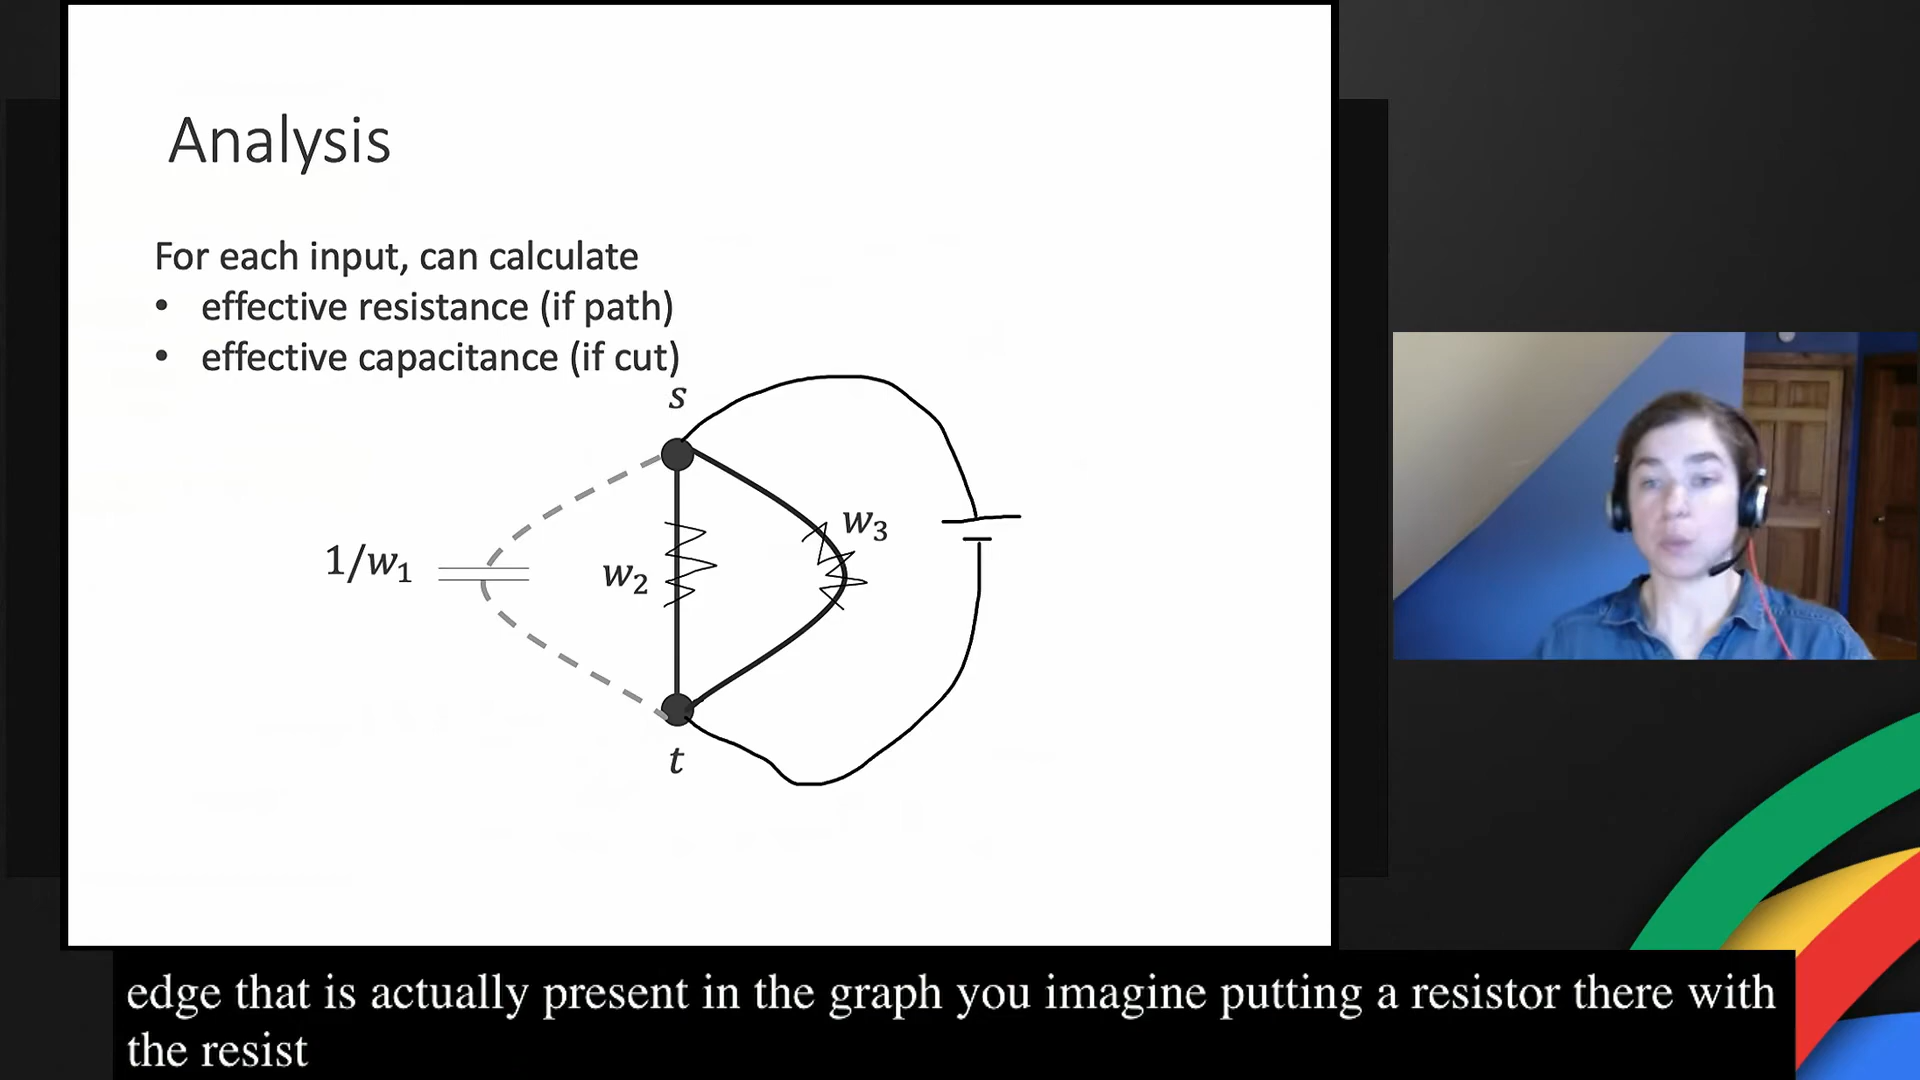 Analysis
For each input, can calculate
• effective resistance (if path)
• effective capacitance (if cut)
s
w₃
1/w₁
w₂
t
edge that is actually present in the graph you imagine putting a resistor there with
the resist